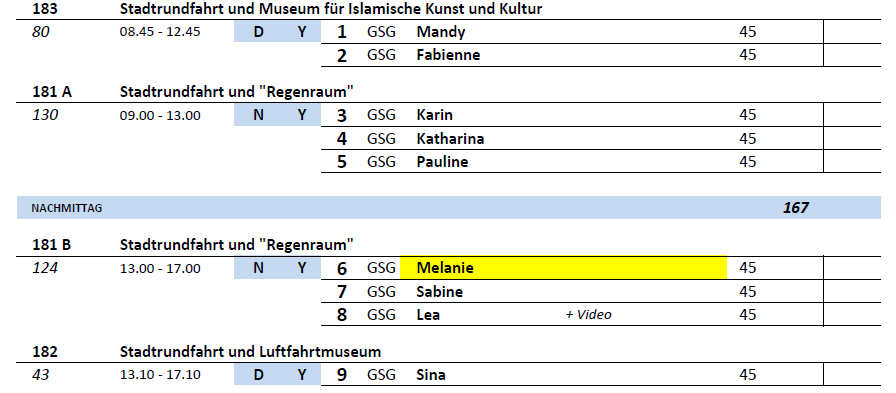 183 Stadtrundfahrt und Museum für Islamische Kunst und Kultur
80 08.45 - 12.45 D Y 1 GSG Mandy 45
2 GSG Fabienne 45
181 A Stadtrundfahrt und "Regenraum"
130 09.00 - 13.00 N Y 3 GSG Karin 45
4 GSG Katharina 45
5 GSG Pauline 45
NACHMITTAG 167
181 B Stadtrundfahrt und "Regenraum"
124 13.00 - 17.00 N Y 6 GSG Melanie 45
7 GSG Sabine 45
8 GSG Lea + Video 45
182 Stadtrundfahrt und Luftfahrtmuseum
43 13.10 - 17.10 D Y 9 GSG Sina 45